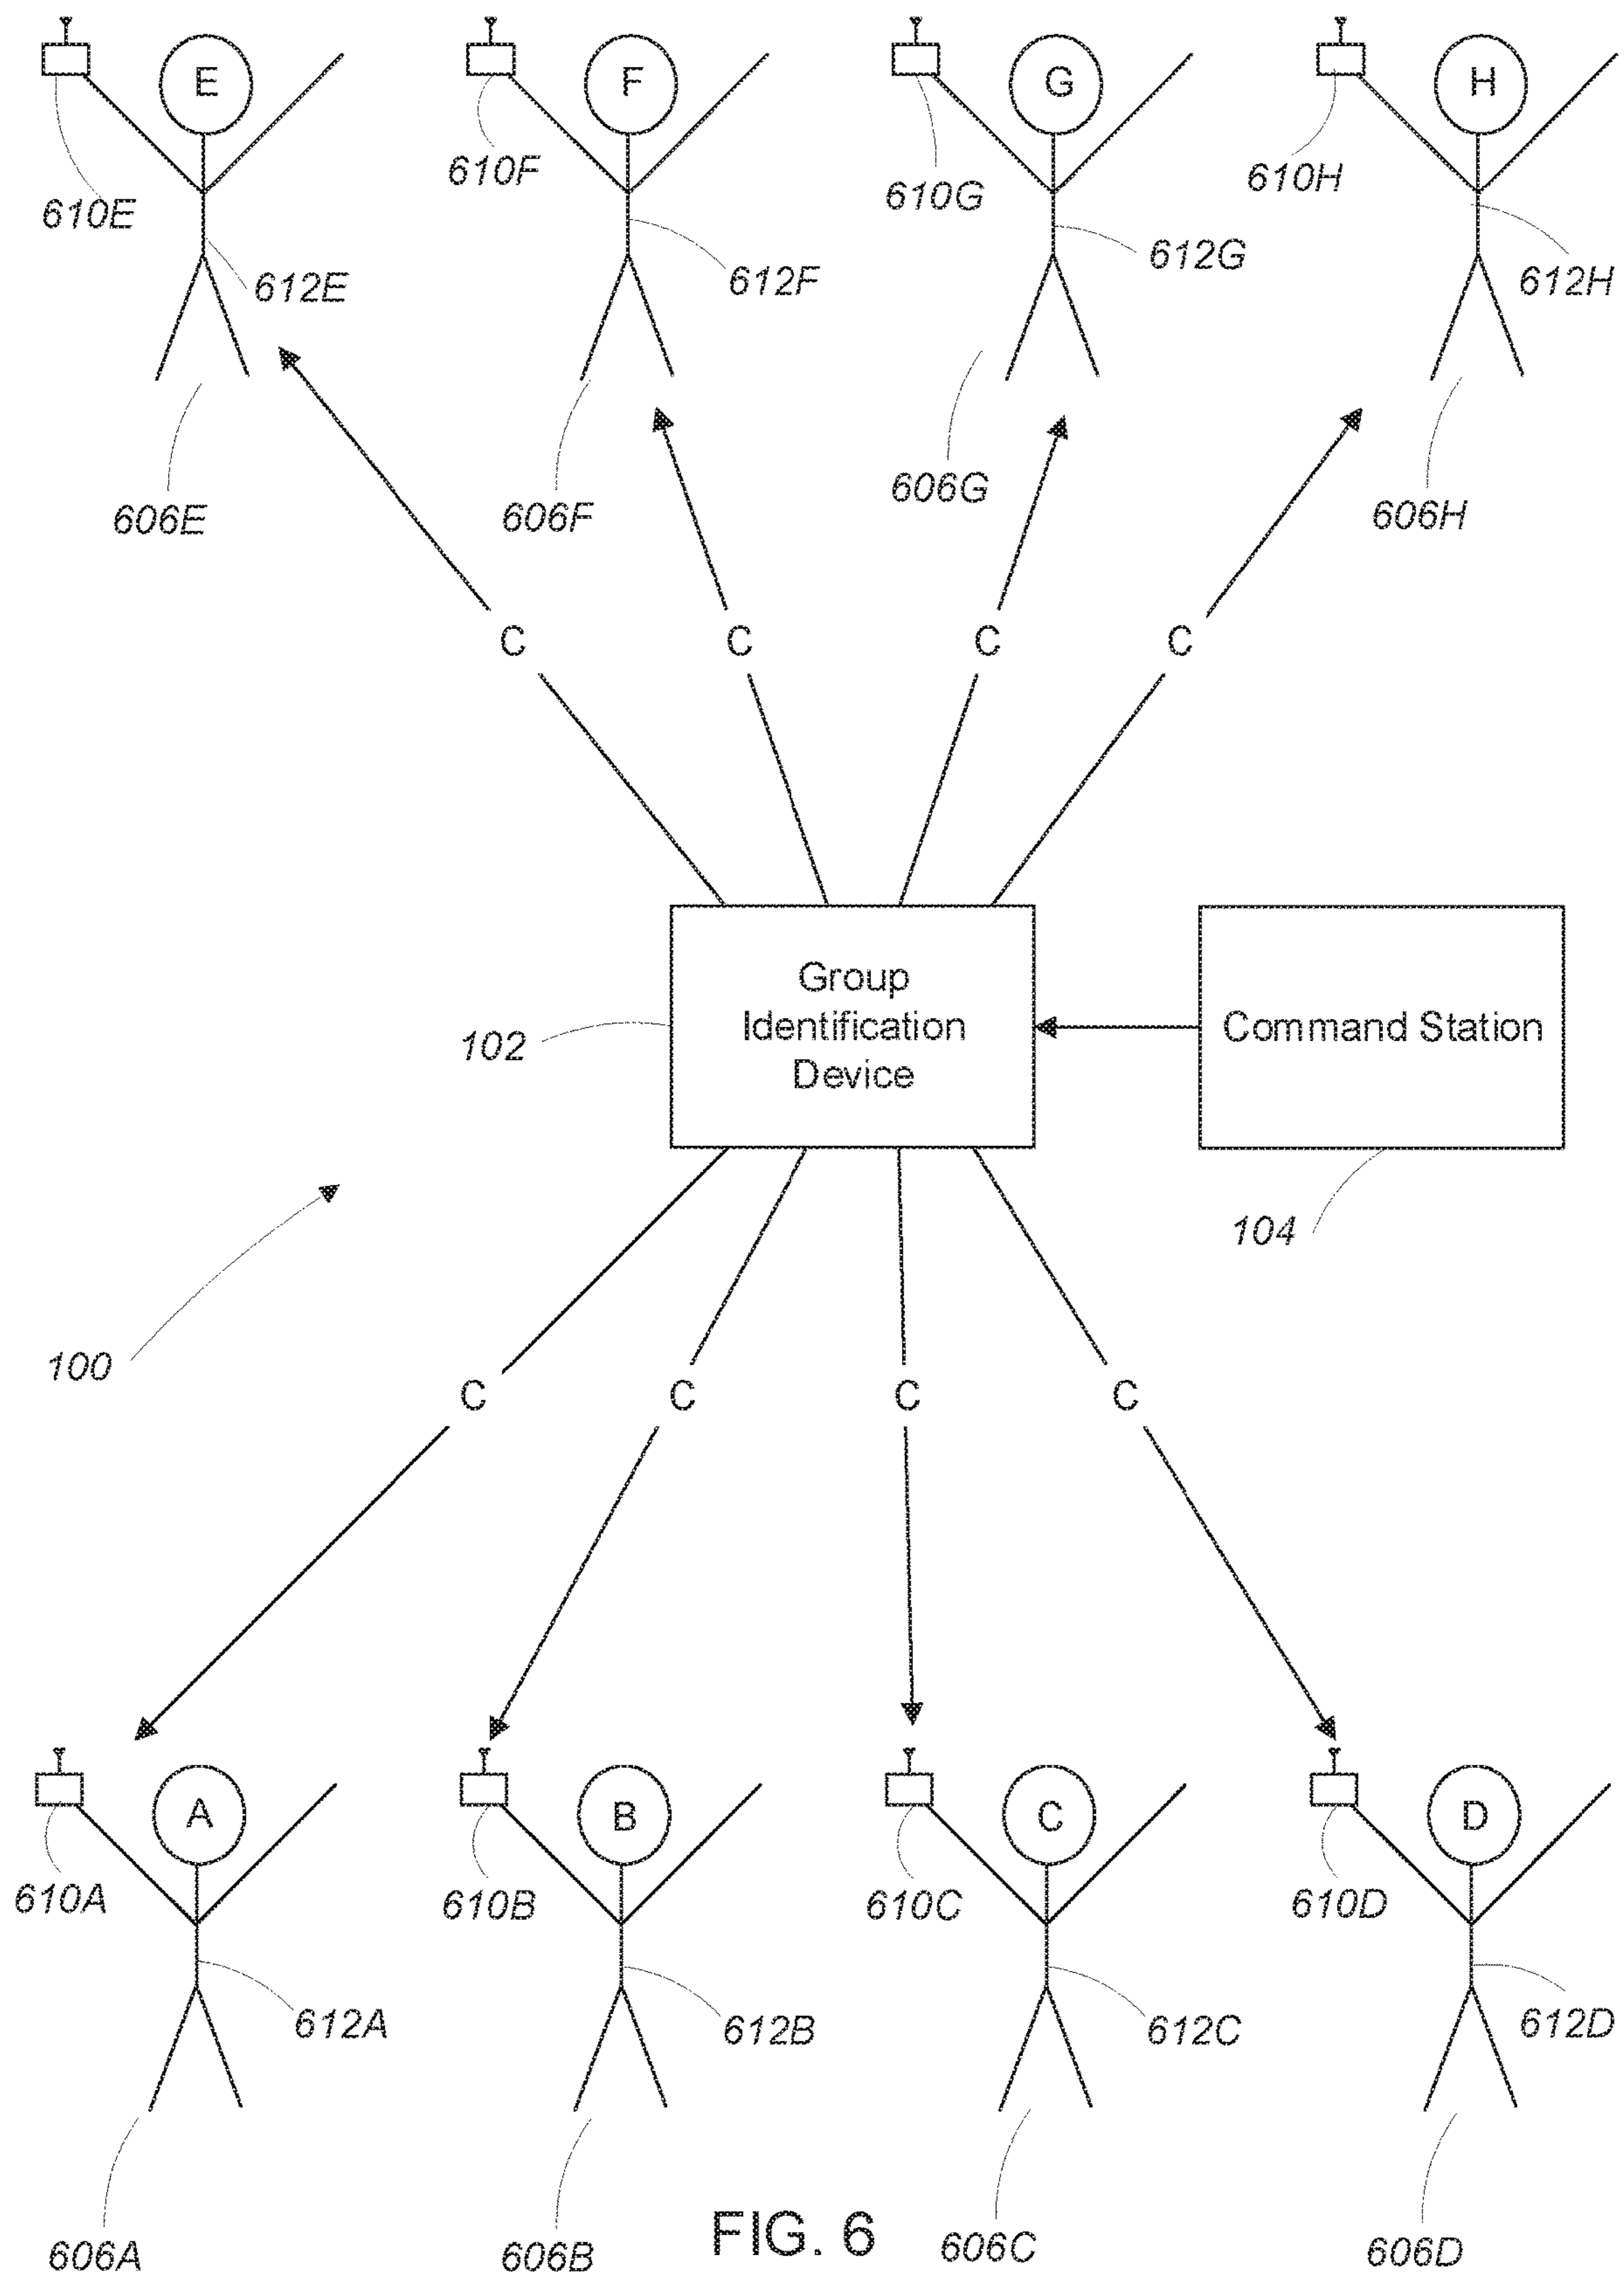 E
F
G
H
610E
610F
610G
610H
612E
612F
612G
612H
606E
606F
606G
606H
C
C
C
C
Group
Identification
Device
Command Station
102
104
100
C
C
C
C
A
B
C
D
610A
610B
610C
610D
612A
612B
612C
612D
606A
606B
606C
606D
FIG. 6